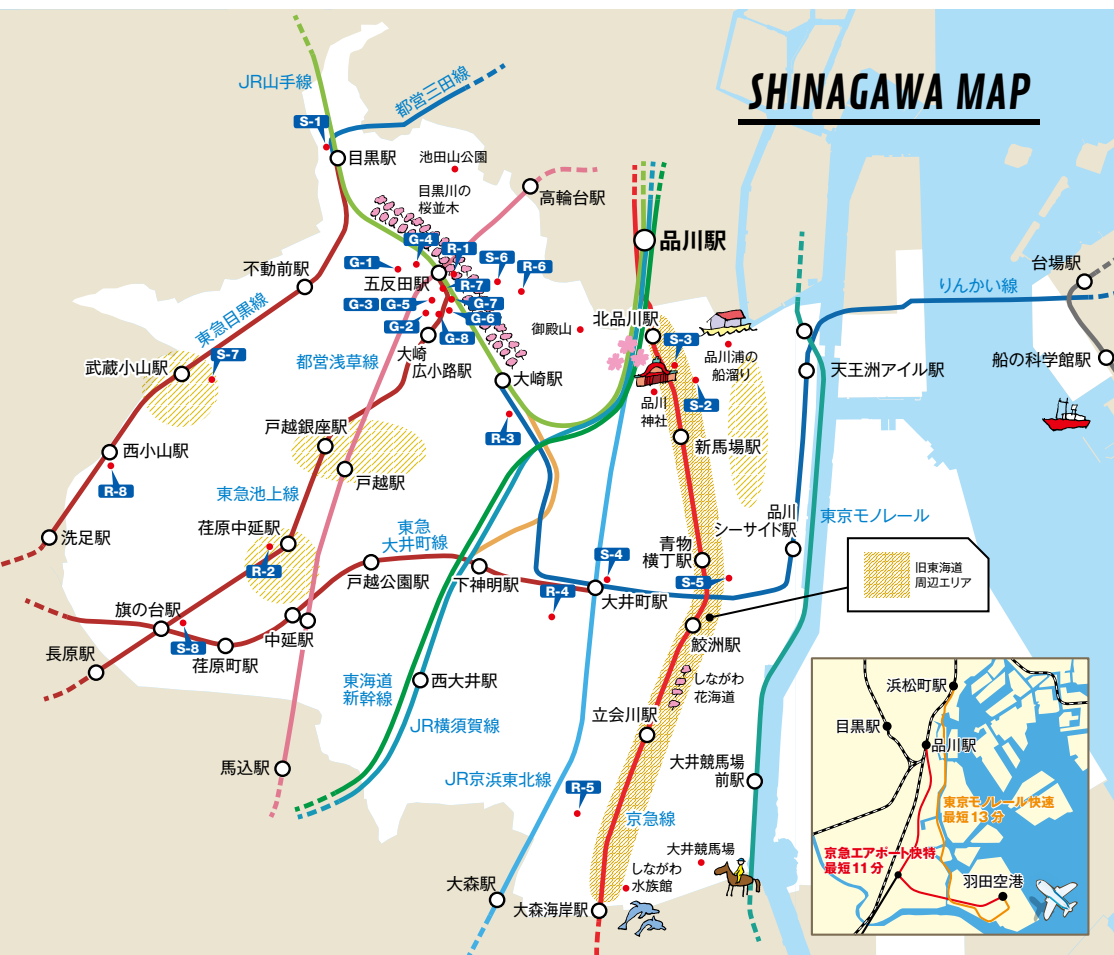 SHINAGAWA MAP
JR山手線
都営三田線
S-1
目黒駅
池田山公園
目黒川の
桜並木
高輪台駅
品川駅
G-4
R-1
S-6
R-6
G-1
五反田駅
R-7
G-3
G-5
G-7
G-6
G-2
G-8
不動前駅
東急目黒線
御殿山
北品川駅
S-3
品川浦の
船溜り
台場駅
りんかい線
船の科学館駅
天王洲アイル駅
都営浅草線
大崎
広小路駅
大崎駅
武蔵小山駅
S-7
品川
神社
S-2
R-3
新馬場駅
戸越銀座駅
戸越駅
西小山駅
R-8
東急池上線
品川
シーサイド駅
東京モノレール
洗足駅
荏原中延駅
R-2
東急
大井町線
青物
横丁駅
戸越公園駅
下神明駅
S-4
S-5
旧東海道
周辺エリア
R-4
大井町駅
旗の台駅
S-8
中延駅
荏原町駅
長原駅
鮫洲駅
東海道
新幹線
西大井駅
しながわ
花海道
JR横須賀線
立会川駅
馬込駅
JR京浜東北線
大井競馬場
前駅
R-5
京急線
大井競馬場
しながわ
水族館
大森駅
大森海岸駅
浜松町駅
目黒駅
品川駅
東京モノレール快速
最短13分
京急エアポート快特
最短11分
羽田空港